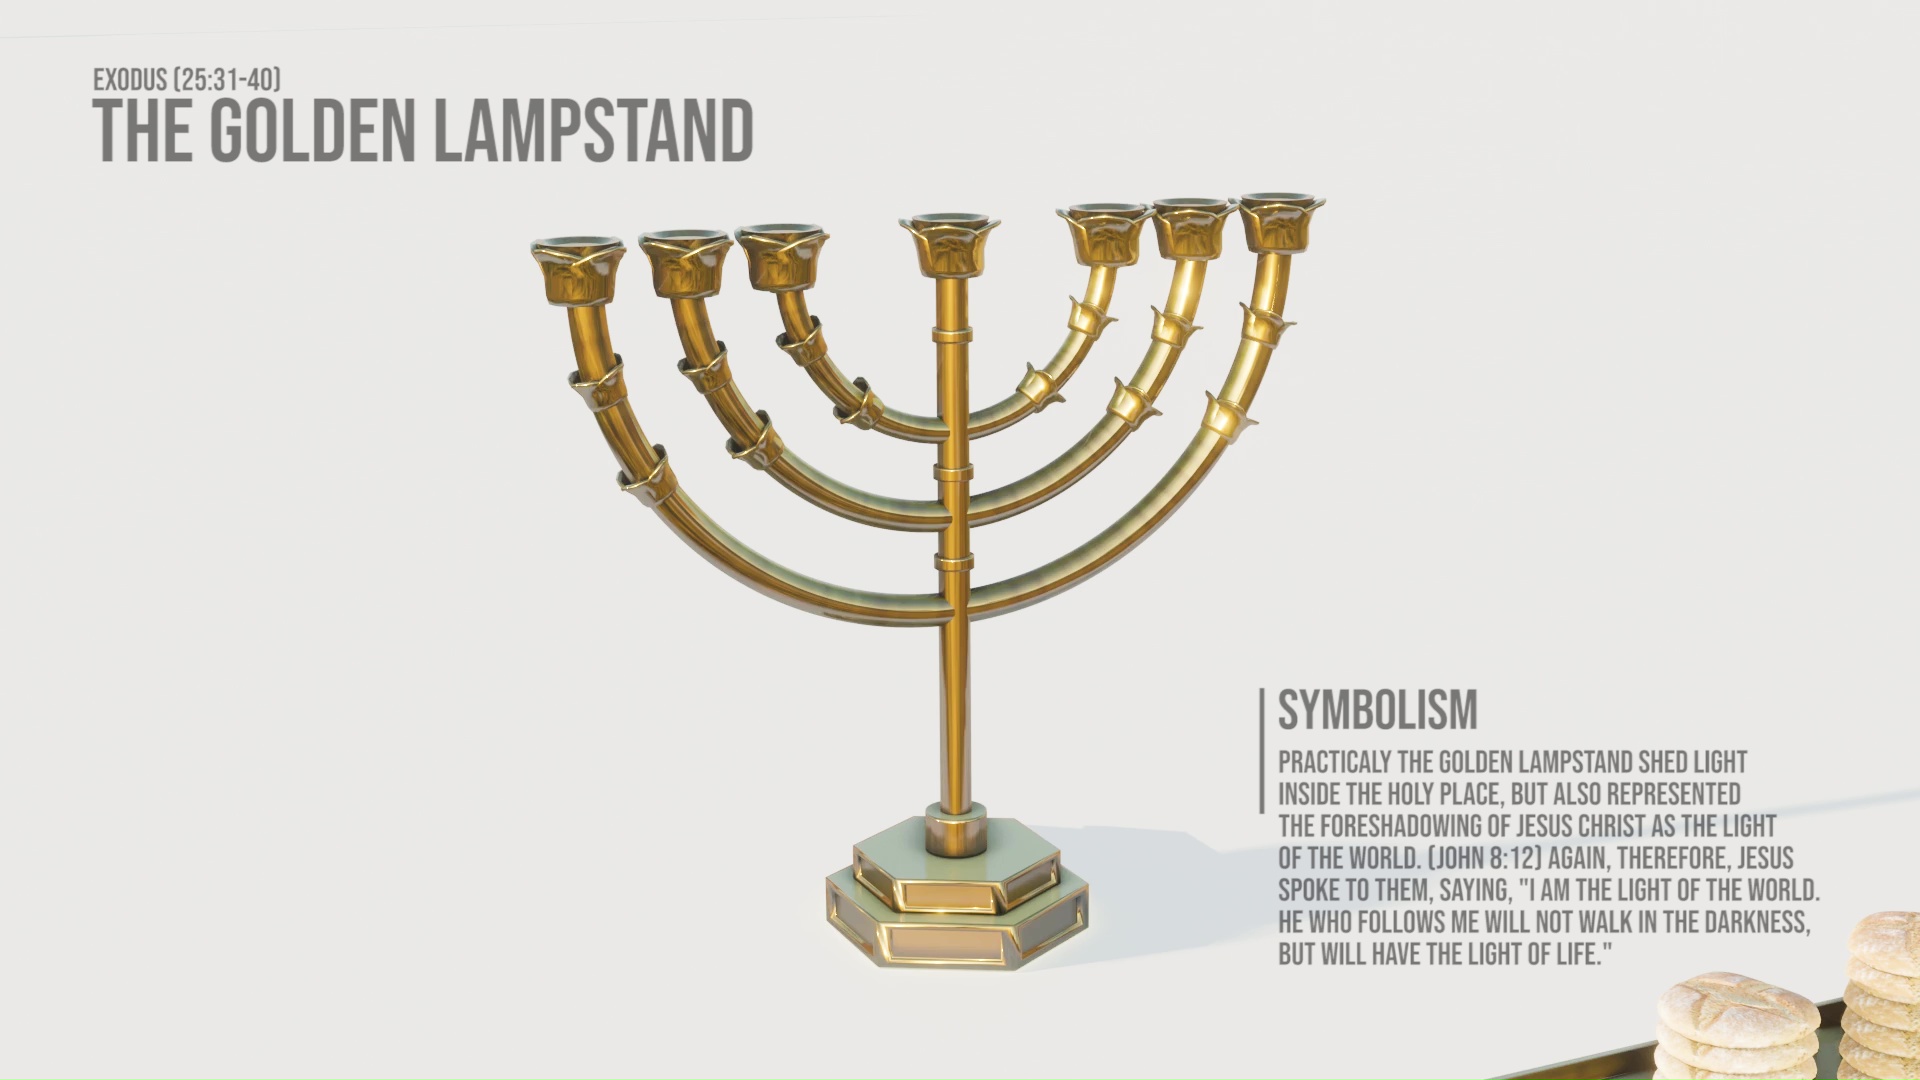 EXODUS (25:31-40)
THE GOLDEN LAMPSTAND
SYMBOLISM
PRACTICALY THE GOLDEN LAMPSTAND SHED LIGHT
INSIDE THE HOLY PLACE, BUT ALSO REPRESENTED
THE FORESHADOWING OF JESUS CHRIST AS THE LIGHT
OF THE WORLD. (JOHN 8:12) AGAIN, THEREFORE, JESUS
SPOKE TO THEM, SAYING, "I AM THE LIGHT OF THE WORLD.
HE WHO FOLLOWS ME WILL NOT WALK IN THE DARKNESS,
BUT WILL HAVE THE LIGHT OF LIFE."